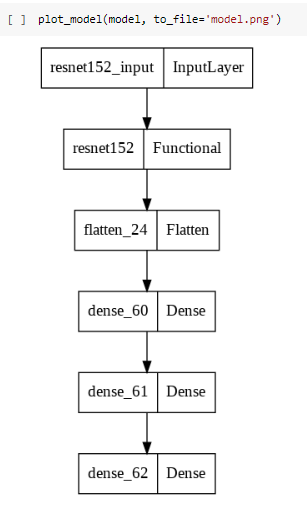 [ ] plot_model(model, to_file='model.png')
resnet152_input InputLayer
resnet152 Functional
flatten_24 Flatten
dense_60 Dense
dense_61 Dense
dense_62 Dense